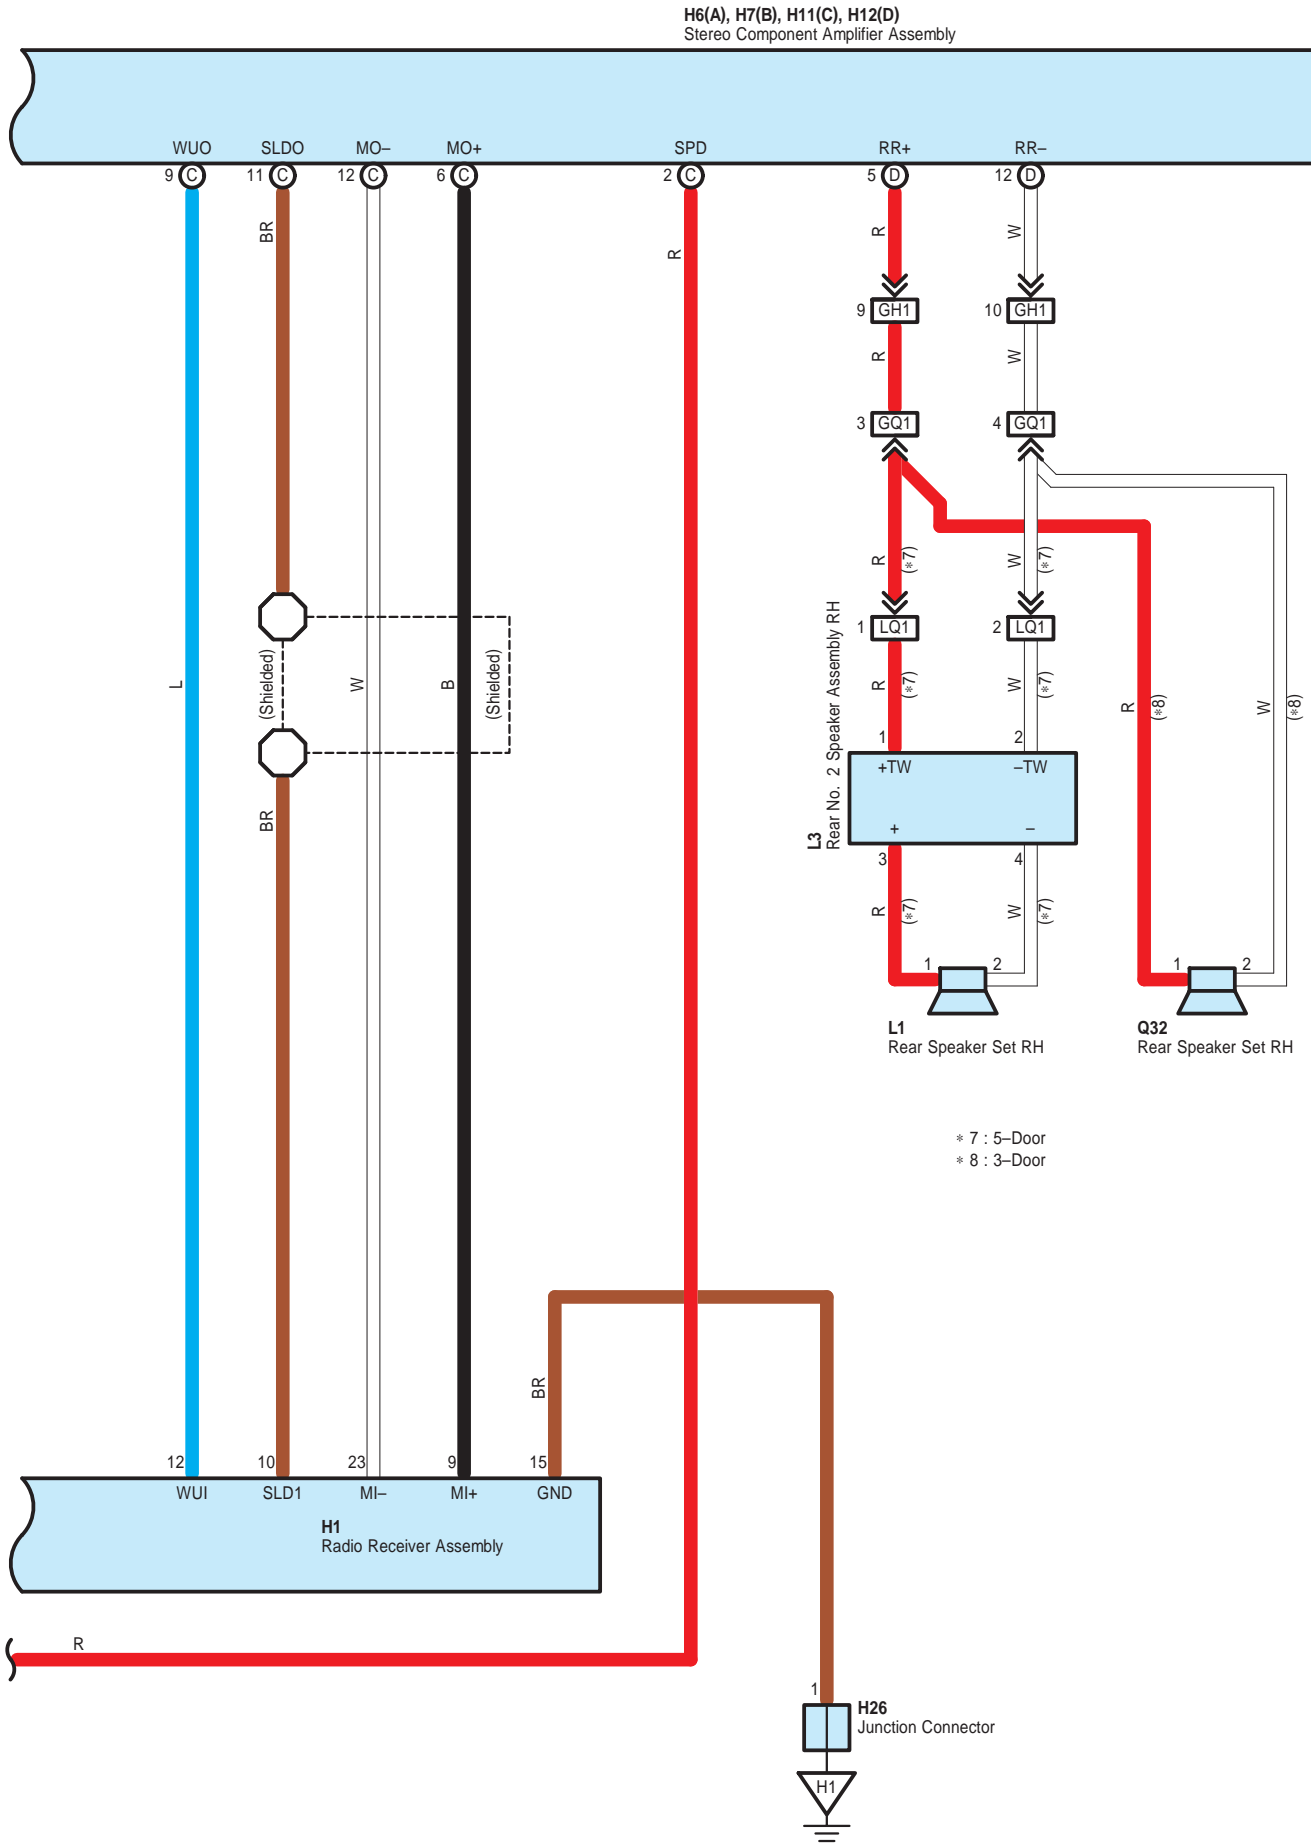 H6(A), H7(B), H11(C), H12(D)
Stereo Component Amplifier Assembly
WUO SLDO MO– MO+ SPD RR+ RR–
9 C 11 C 12 C 6 C 2 C 5 D 12 D
BR R R W
9 GH1 10 GH1
R W
3 GQ1 4 GQ1
R (*7) W (*7)
1 LQ1 2 LQ1
L (Shielded) W B (Shielded) R (*7) W (*7) R (*8) W (*8)
1 2
+TW –TW
BR
+ –
L3
Rear No. 2 Speaker Assembly RH
3 4
R (*7) W (*7)
1 2 1 2
L1
Rear Speaker Set RH
Q32
Rear Speaker Set RH
* 7 : 5–Door
* 8 : 3–Door
BR
12 10 23 9 15
WUI SLD1 MI– MI+ GND
H1
Radio Receiver Assembly
R
1
H26
Junction Connector
H1